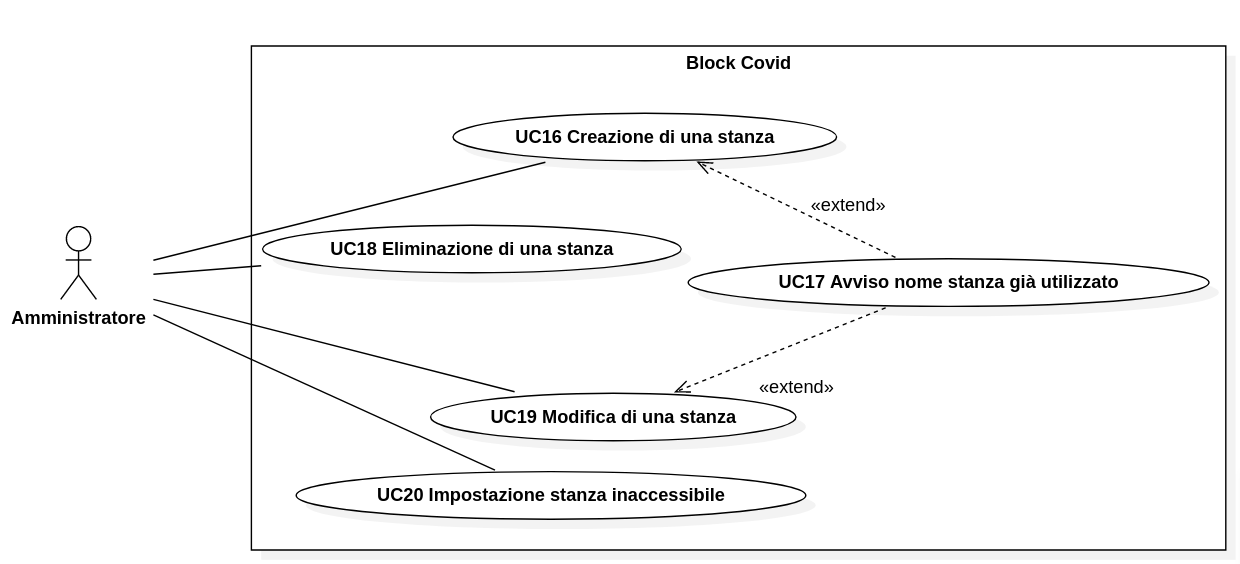 Block Covid
UC16 Creazione di una stanza
«extend»
UC18 Eliminazione di una stanza
UC17 Avviso nome stanza già utilizzato
Amministratore
«extend»
UC19 Modifica di una stanza
UC20 Impostazione stanza inaccessibile